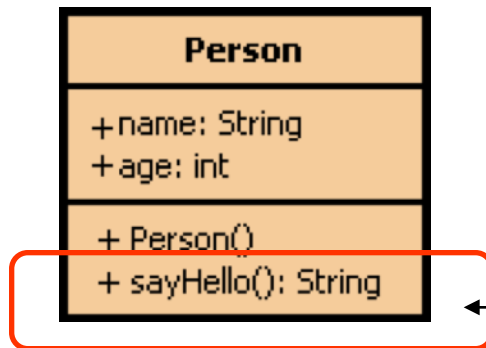 Person
+name: String
+age: int
+ Person()
+ sayHello(): String